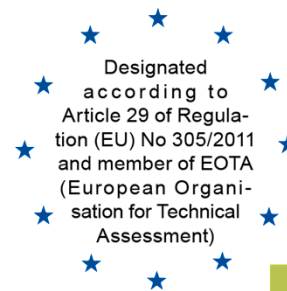 Designated
according to
Article 29 of Regula-
tion (EU) No 305/2011
and member of EOTA
(European Organi-
sation for Technical
Assessment)